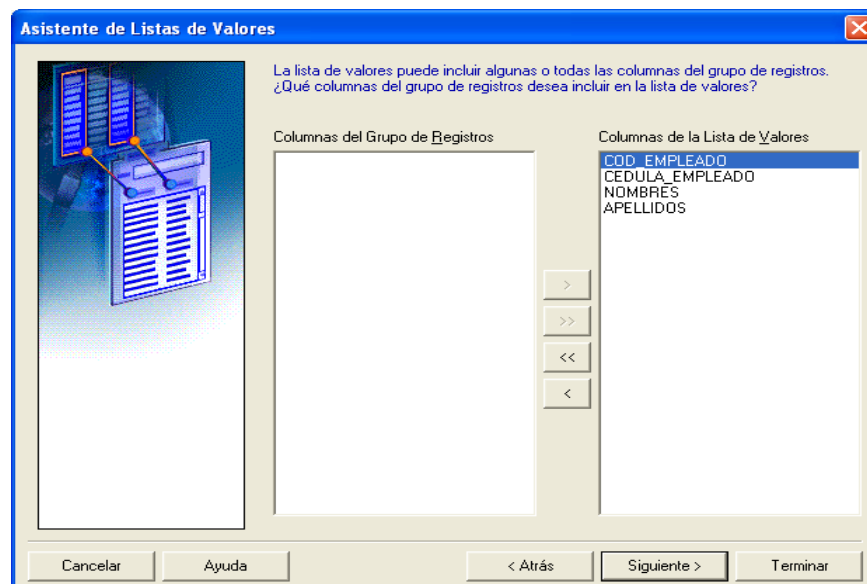 Asistente de Listas de Valores
La lista de valores puede incluir algunas o todas las columnas del grupo de registros.
¿Qué columnas del grupo de registros desea incluir en la lista de valores?
Columnas del Grupo de Registros
Columnas de la Lista de Valores
COD_EMPLEADO
CEDULA_EMPLEADO
NOMBRES
APELLIDOS
>
>>
<<
<
Cancelar
Ayuda
< Atrás
Siguiente >
Terminar